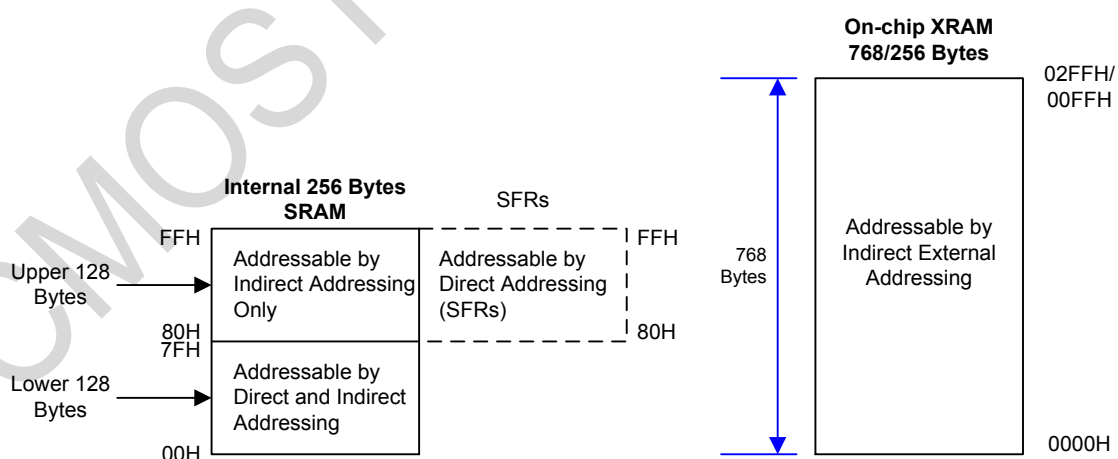 On-chip XRAM
768/256 Bytes
02FFH/
00FFH
Internal 256 Bytes
SRAM
SFRs
FFH
FFH
Upper 128
Bytes
Addressable by
Indirect Addressing
Only
Addressable by
Direct Addressing
(SFRs)
768
Bytes
Addressable by
Indirect External
Addressing
80H
80H
7FH
Lower 128
Bytes
Addressable by
Direct and Indirect
Addressing
00H
0000H
CMOST